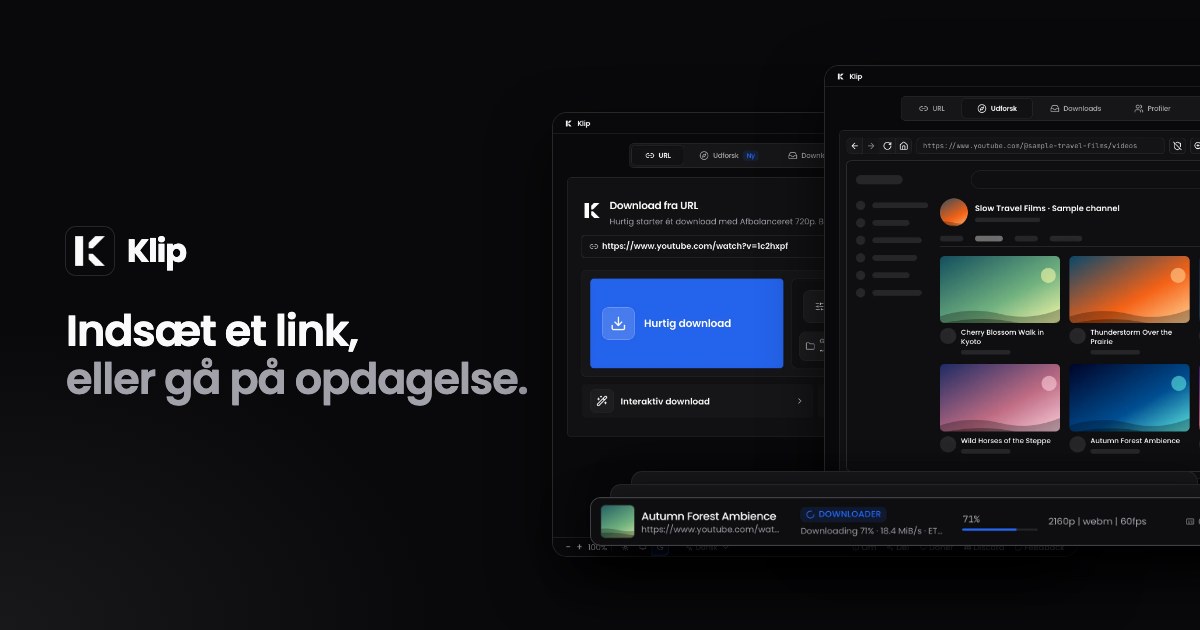 Klip
Indsæt et link,
eller gå på opdagelse.
Klip
URL
Udforsk Ny
Download fra URL
Hurtig starter ét download med Afbalanceret 720p.
https://www.youtube.com/watch?v=1c2hxpf
Hurtig download
Interaktiv download
Klip
URL
Udforsk
Downloads
Profiler
https://www.youtube.com/@sample-travel-films/videos
Slow Travel Films · Sample channel
Cherry Blossom Walk in
Kyoto
Thunderstorm Over the
Prairie
Wild Horses of the Steppe
Autumn Forest Ambience
Autumn Forest Ambience
https://www.youtube.com/wat...
DOWNLOADER
Downloading 71% · 18.4 MiB/s · ET...
71%
2160p | webm | 60fps
100%